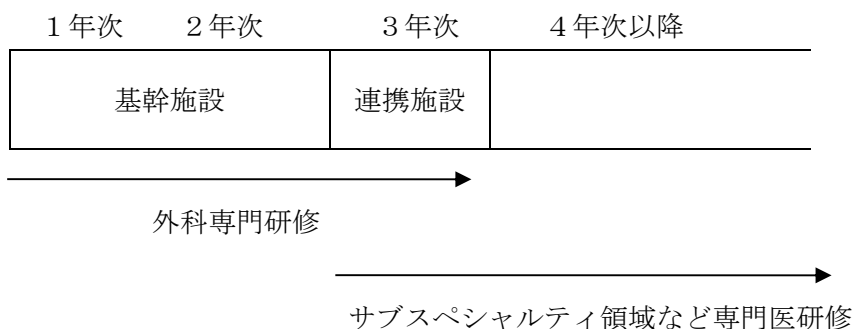 １年次　２年次　３年次　４年次以降
基幹施設　連携施設
外科専門研修
サブスペシャルティ領域など専門医研修